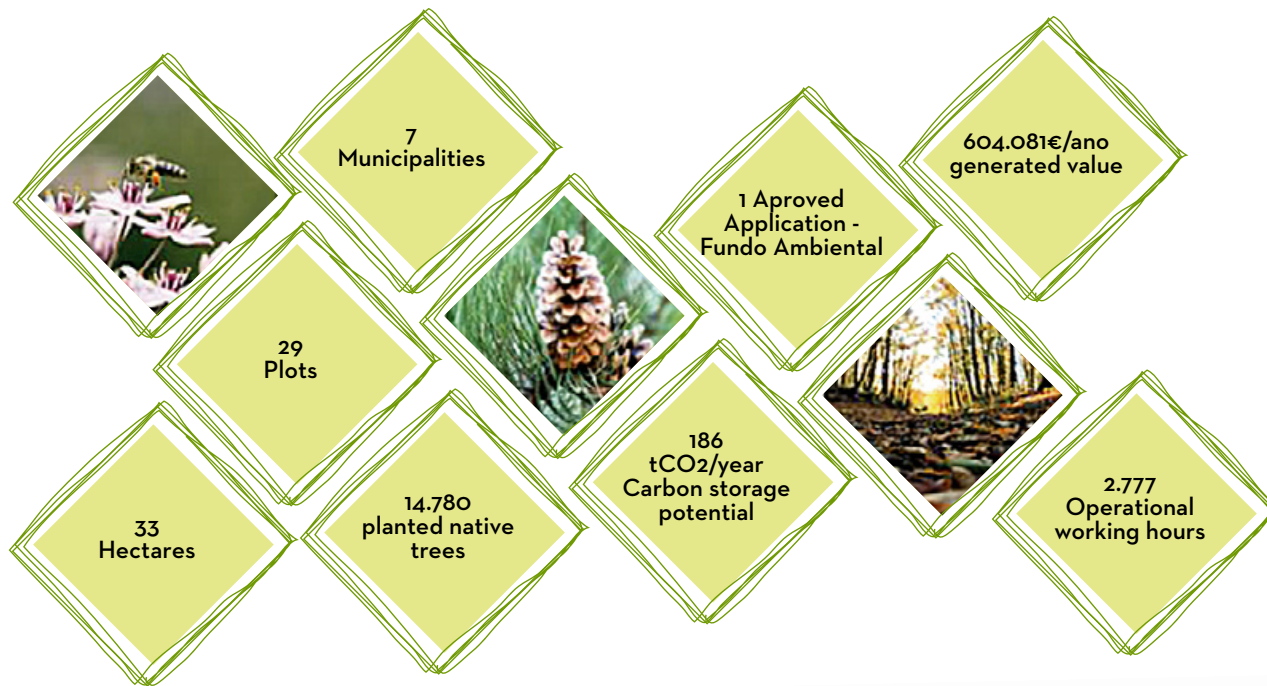 7
Municipalities
604.081€/ano
generated value
1 Aproved
Application -
Fundo Ambiental
29
Plots
186
tCO2/year
Carbon storage
potential
14.780
planted native
trees
2.777
Operational
working hours
33
Hectares